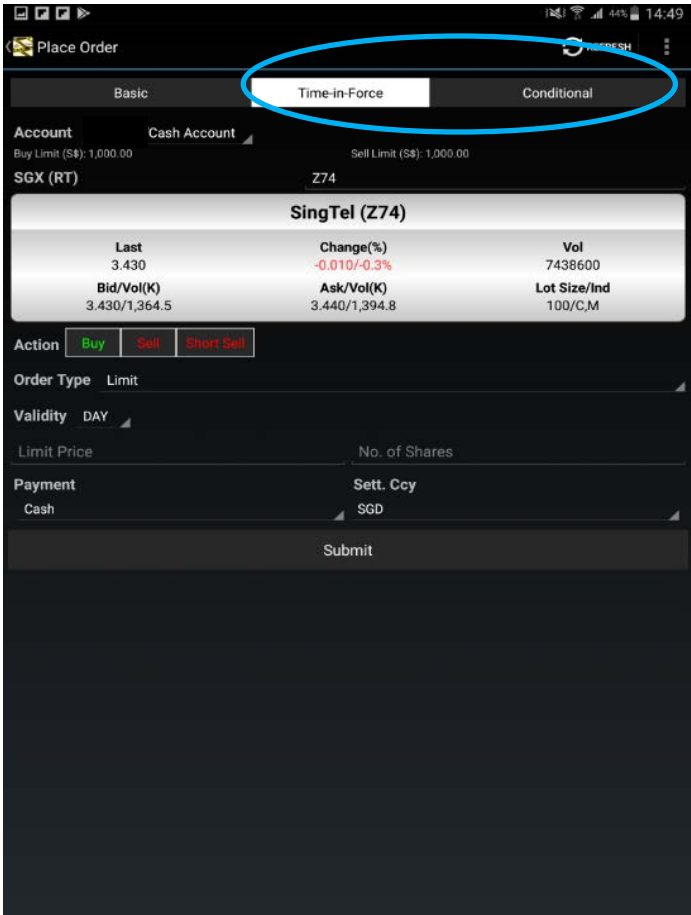 44% 14:49
Place Order REFRESH
Basic Time-in-Force Conditional
Account Cash Account
Buy Limit (S$): 1,000.00 Sell Limit (S$): 1,000.00
SGX (RT) Z74
SingTel (Z74)
Last Change(%) Vol
3.430 -0.010/-0.3% 7438600
Bid/Vol(K) Ask/Vol(K) Lot Size/Ind
3.430/1,364.5 3.440/1,394.8 100/C,M
Action Buy Sell Short Sell
Order Type Limit
Validity DAY
Limit Price No. of Shares
Payment Sett. Ccy
Cash SGD
Submit